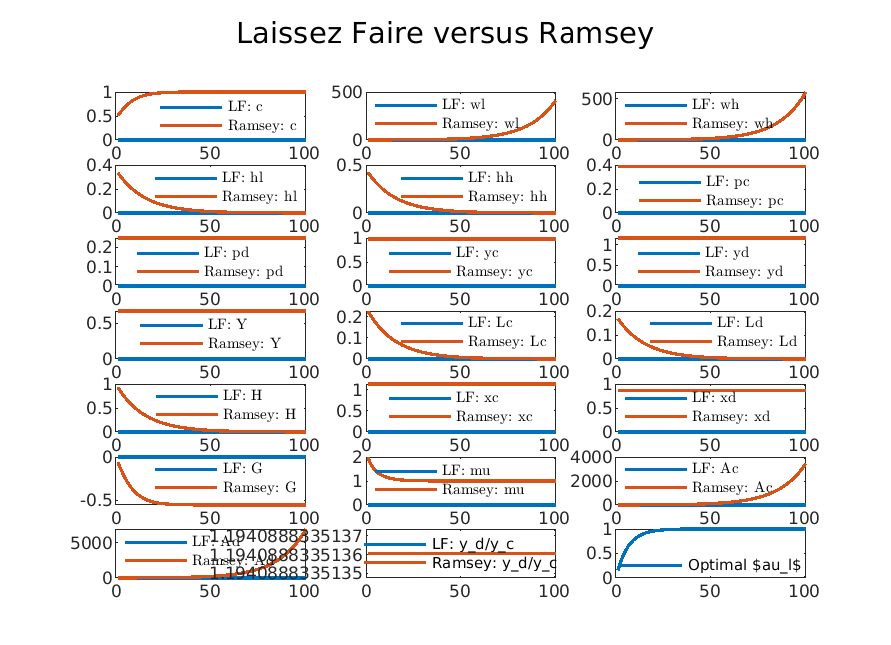 Laissez Faire versus Ramsey
1
0.5
0
0 50 100
LF: c
Ramsey: c
500
0
0 50 100
LF: wl
Ramsey: wl
500
0
0 50 100
LF: wh
Ramsey: wh
0.4
0.2
0
0 50 100
LF: hl
Ramsey: hl
0.5
0
0 50 100
LF: hh
Ramsey: hh
0.4
0.2
0
0 50 100
LF: pc
Ramsey: pc
0.2
0.1
0
0 50 100
LF: pd
Ramsey: pd
1
0.5
0
0 50 100
LF: yc
Ramsey: yc
1
0.5
0
0 50 100
LF: yd
Ramsey: yd
0.5
0
0 50 100
LF: Y
Ramsey: Y
0.2
0.1
0
0 50 100
LF: Lc
Ramsey: Lc
0.2
0.1
0
0 50 100
LF: Ld
Ramsey: Ld
1
0.5
0
0 50 100
LF: H
Ramsey: H
1
0.5
0
0 50 100
LF: xc
Ramsey: xc
1
0.5
0
0 50 100
LF: xd
Ramsey: xd
0
-0.5
0 50 100
LF: G
Ramsey: G
2
1
0
0 50 100
LF: mu
Ramsey: mu
4000
2000
0
0 50 100
LF: Ac
Ramsey: Ac
5000
0
0 50 100
LF: Ad
Ramsey: Ad
1.1940888335137
1.1940888335136
1.1940888335135
0 50 100
LF: y_d/y_c
Ramsey: y_d/y_c
1
0.5
0
0 50 100
Optimal $au_l$